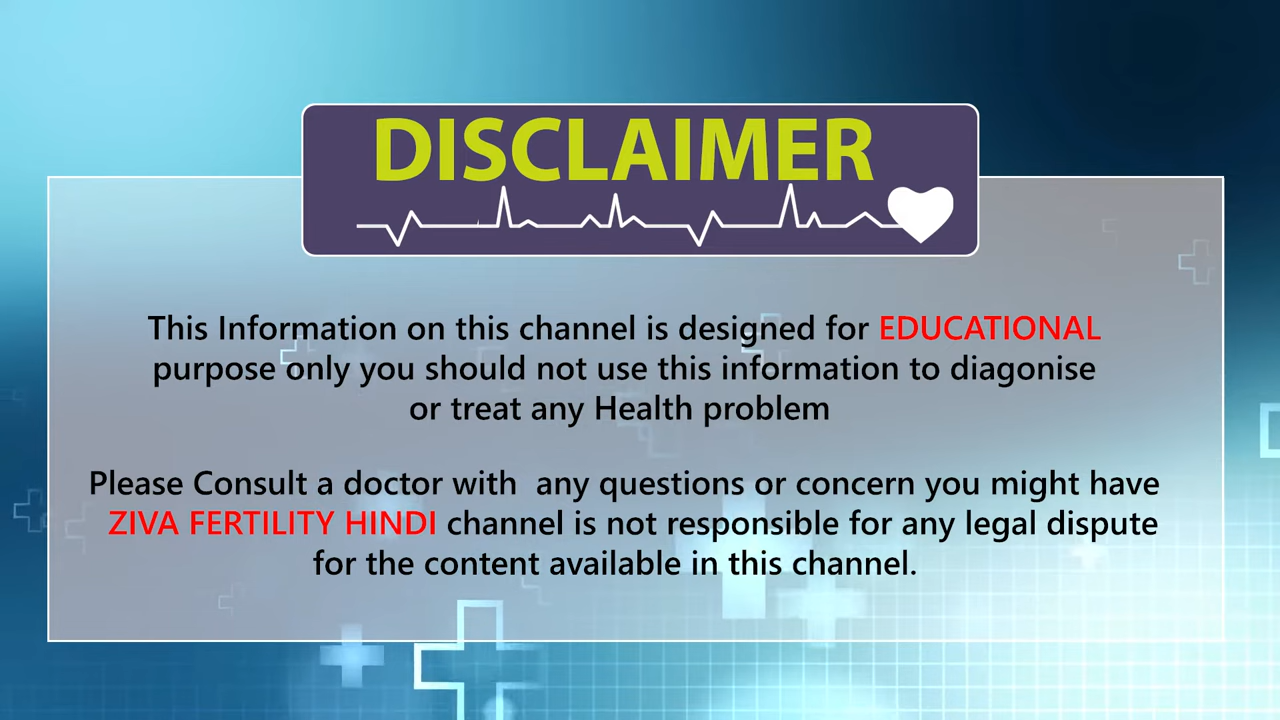 DISCLAIMER
This Information on this channel is designed for EDUCATIONAL
purpose only you should not use this information to diagonise
or treat any Health problem
Please Consult a doctor with  any questions or concern you might have
ZIVA FERTILITY HINDI channel is not responsible for any legal dispute
for the content available in this channel.